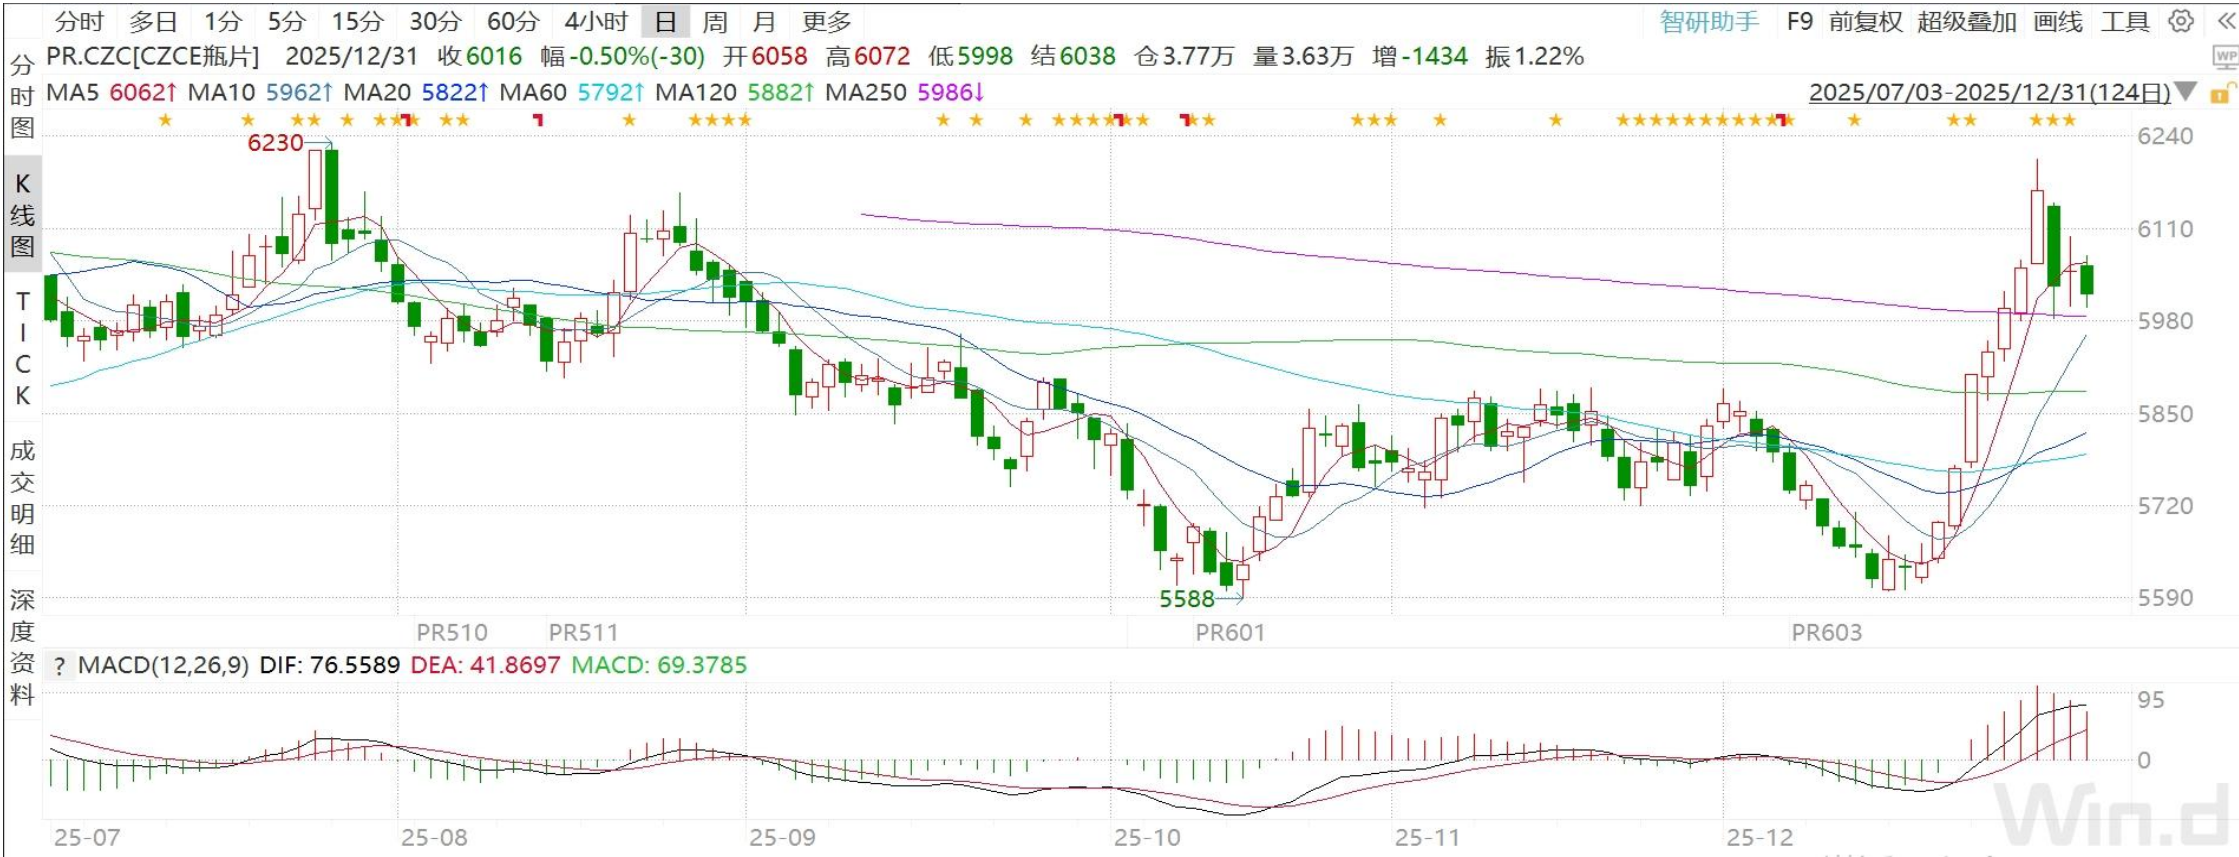 分时 多日 1分 5分 15分 30分 60分 4小时 日 周 月 更多 智研助手 F9 前复权 超级叠加 画线 工具
PR.CZC[CZCE瓶片] 2025/12/31 收6016 幅-0.50%(-30) 开6058 高6072 低5998 结6038 仓3.77万 量3.63万 增-1434 振1.22%
WP
MA5 6062↑ MA10 5962↑ MA20 5822↑ MA60 5792↑ MA120 5882↑ MA250 5986↓ 2025/07/03-2025/12/31(124日)
分时图
K线图
TICK
成交明细
深度资料
6230
5588
6240
6110
5980
5850
5720
5590
PR510 PR511 PR601 PR603
? MACD(12,26,9) DIF: 76.5589 DEA: 41.8697 MACD: 69.3785
95
0
Win.d
25-07 25-08 25-09 25-10 25-11 25-12